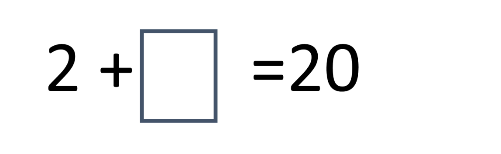 2 + □ =20